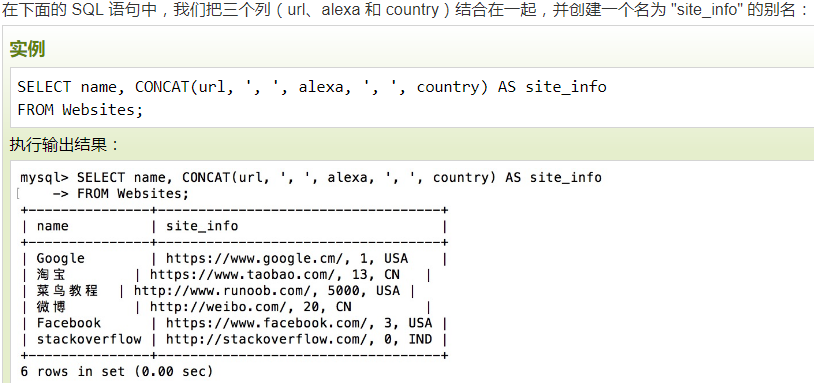 在下面的 SQL 语句中，我们把三个列（url、alexa 和 country）结合在一起，并创建一个名为 "site_info" 的别名：
实例
SELECT name, CONCAT(url, ', ', alexa, ', ', country) AS site_info
FROM Websites;
执行输出结果：
mysql> SELECT name, CONCAT(url, ', ', alexa, ', ', country) AS site_info
[    -> FROM Websites;
+---------------+-----------------------------------+
| name          | site_info                         |
+---------------+-----------------------------------+
| Google        | https://www.google.cm/, 1, USA    |
| 淘宝        | https://www.taobao.com/, 13, CN   |
| 菜鸟教程  | http://www.runoob.com/, 5000, USA |
| 微博        | http://weibo.com/, 20, CN         |
| Facebook      | https://www.facebook.com/, 3, USA |
| stackoverflow | http://stackoverflow.com/, 0, IND |
+---------------+-----------------------------------+
6 rows in set (0.00 sec)